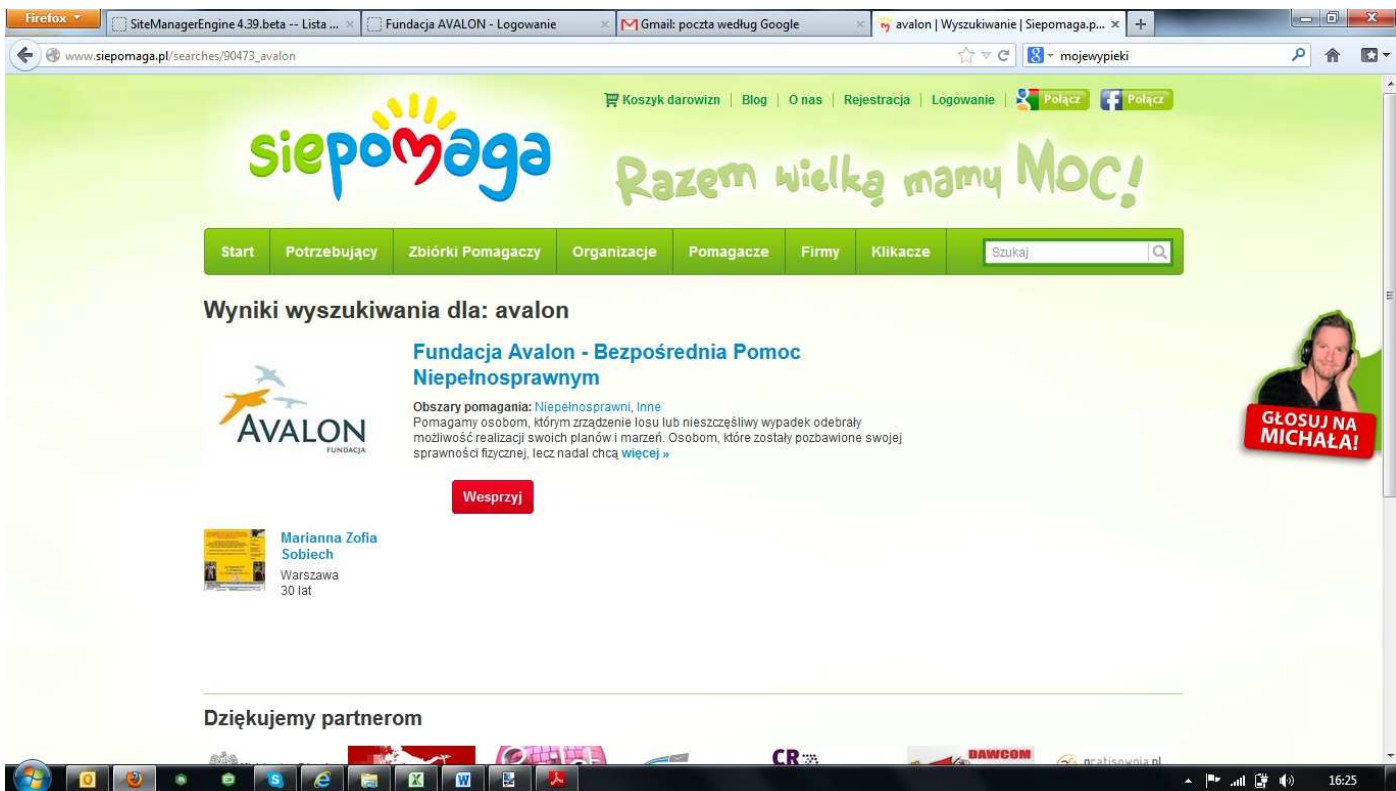 Firefox
SiteManagerEngine 4.39.beta -- Lista ...
Fundacja AVALON - Logowanie
Gmail: poczta według Google
avalon | Wyszukiwanie | Siepomaga.p...
www.siepomaga.pl/searches/90473_avalon
mojewypieki
Koszyk darowizn | Blog | O nas | Rejestracja | Logowanie | Połącz Połącz
siepomaga
Razem wielką mamy MOC!
Start Potrzebujący Zbiórki Pomagaczy Organizacje Pomagacze Firmy Klikacze Szukaj
Wyniki wyszukiwania dla: avalon
AVALON
FUNDACJA
Fundacja Avalon - Bezpośrednia Pomoc
Niepełnosprawnym
Obszary pomagania: Niepełnosprawni, Inne
Pomagamy osobom, którym zrządzenie losu lub nieszczęśliwy wypadek odebrały
możliwość realizacji swoich planów i marzeń. Osobom, które zostały pozbawione swojej
sprawności fizycznej, lecz nadal chcą więcej »
Wesprzyj
GŁOSUJ NA
MICHAŁA!
Marianna Zofia
Sobiech
Warszawa
30 lat
Dziękujemy partnerom
CR
DAWCOM
gratisownia.pl
16:25